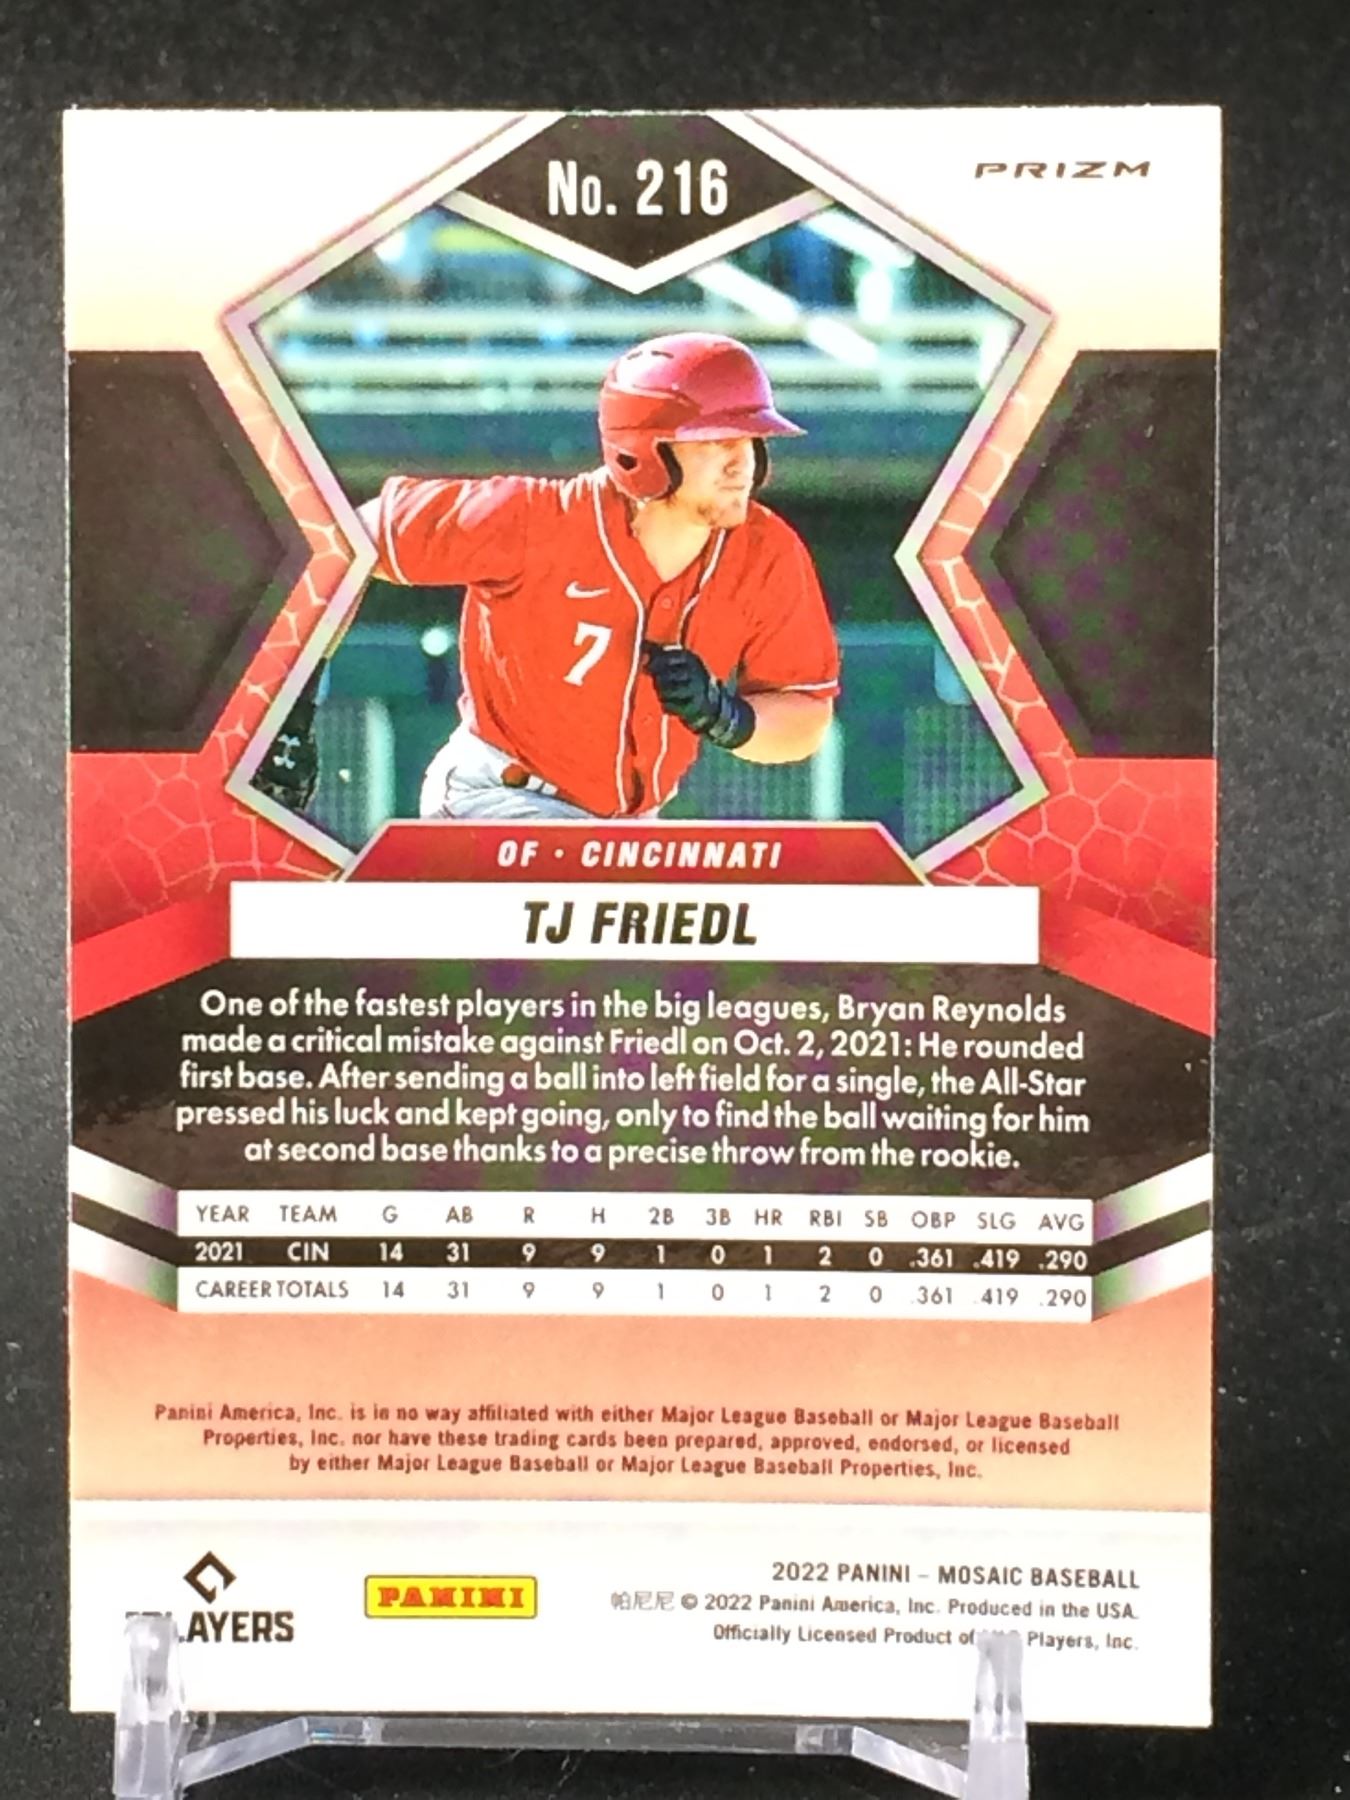 No. 216
PRIZM
7
OF • CINCINNATI
TJ FRIEDL
One of the fastest players in the big leagues, Bryan Reynolds
made a critical mistake against Friedl on Oct. 2, 2021: He rounded
first base. After sending a ball into left field for a single, the All-Star
pressed his luck and kept going, only to find the ball waiting for him
at second base thanks to a precise throw from the rookie.
YEAR TEAM G AB R H 2B 3B HR RBI SB OBP SLG AVG
2021 CIN 14 31 9 9 1 0 1 2 0 .361 .419 .290
CAREER TOTALS 14 31 9 9 1 0 1 2 0 .361 .419 .290
Panini America, Inc. is in no way affiliated with either Major League Baseball or Major League Baseball
Properties, Inc. nor have these trading cards been prepared, approved, endorsed, or licensed
by either Major League Baseball or Major League Baseball Properties, Inc.
PLAYERS
PANINI
2022 PANINI – MOSAIC BASEBALL
帕尼尼 © 2022 Panini America, Inc. Produced in the USA.
Officially Licensed Product of Players, Inc.